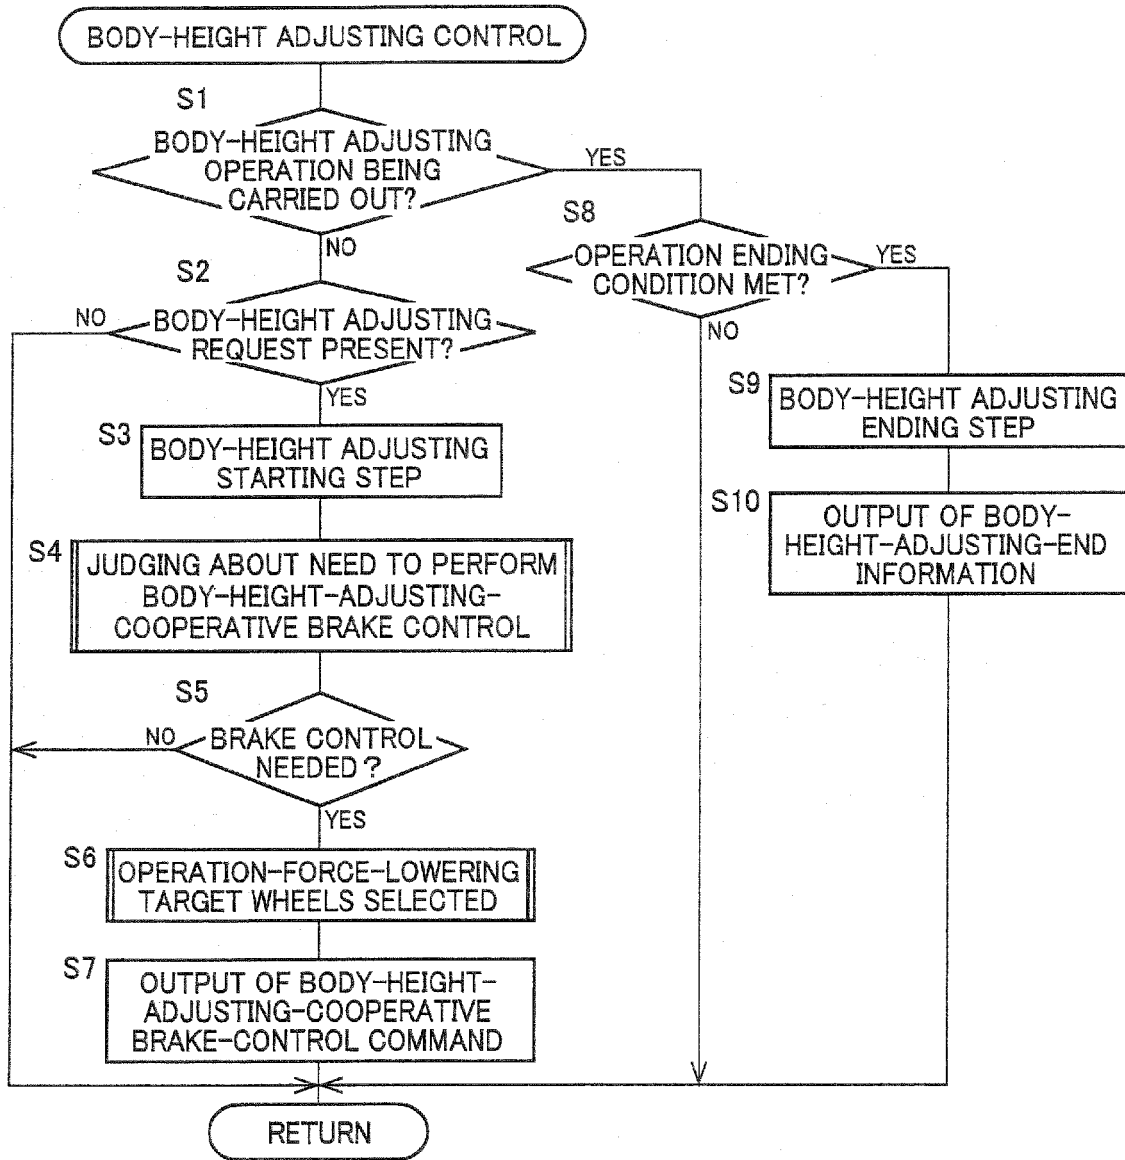 BODY-HEIGHT ADJUSTING CONTROL
S1
BODY-HEIGHT ADJUSTING
OPERATION BEING
CARRIED OUT?
YES
NO
S2
NO
BODY-HEIGHT ADJUSTING
REQUEST PRESENT?
YES
S3
BODY-HEIGHT ADJUSTING
STARTING STEP
S4
JUDGING ABOUT NEED TO PERFORM
BODY-HEIGHT-ADJUSTING-
COOPERATIVE BRAKE CONTROL
S5
NO
BRAKE CONTROL
NEEDED?
YES
S6
OPERATION-FORCE-LOWERING
TARGET WHEELS SELECTED
S7
OUTPUT OF BODY-HEIGHT-
ADJUSTING-COOPERATIVE
BRAKE-CONTROL COMMAND
S8
OPERATION ENDING
CONDITION MET?
YES
NO
S9
BODY-HEIGHT ADJUSTING
ENDING STEP
S10
OUTPUT OF BODY-
HEIGHT-ADJUSTING-END
INFORMATION
RETURN